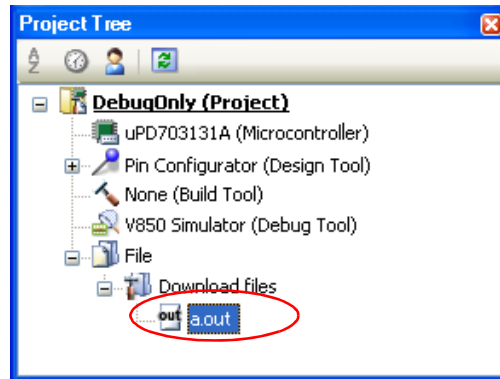 Project Tree
DebugOnly (Project)
uPD703131A (Microcontroller)
Pin Configurator (Design Tool)
None (Build Tool)
V850 Simulator (Debug Tool)
File
Download files
out a.out